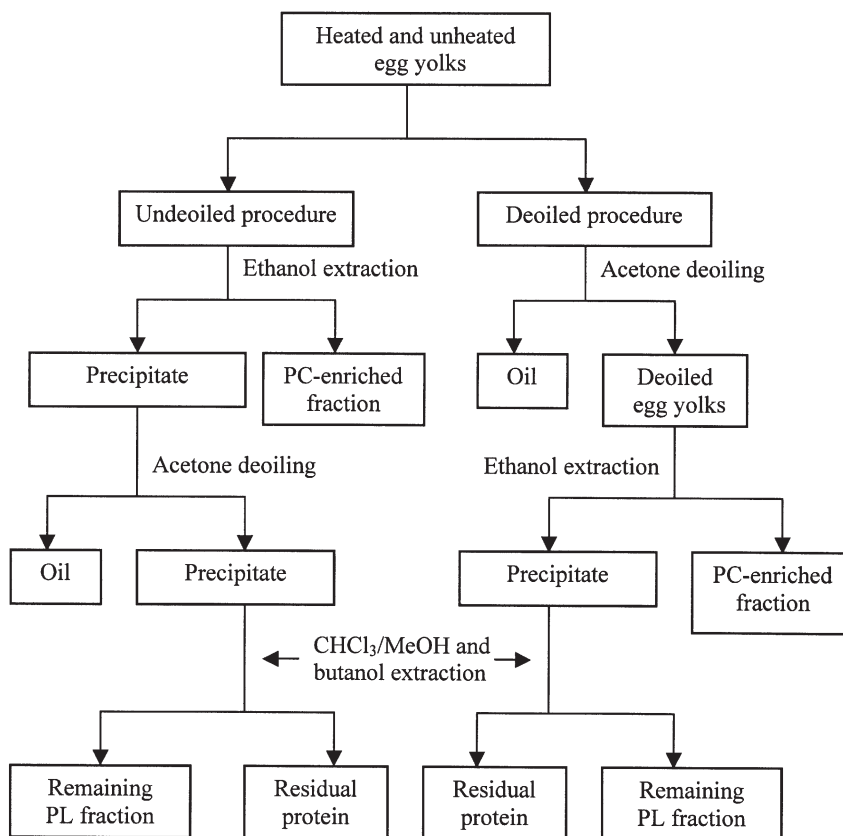 Heated and unheated
egg yolks
Undeoiled procedure
Deoiled procedure
Ethanol extraction
Acetone deoiling
Precipitate
PC-enriched
fraction
Oil
Deoiled
egg yolks
Acetone deoiling
Ethanol extraction
Oil
Precipitate
Precipitate
PC-enriched
fraction
CHCl₃/MeOH and
butanol extraction
Remaining
PL fraction
Residual
protein
Residual
protein
Remaining
PL fraction